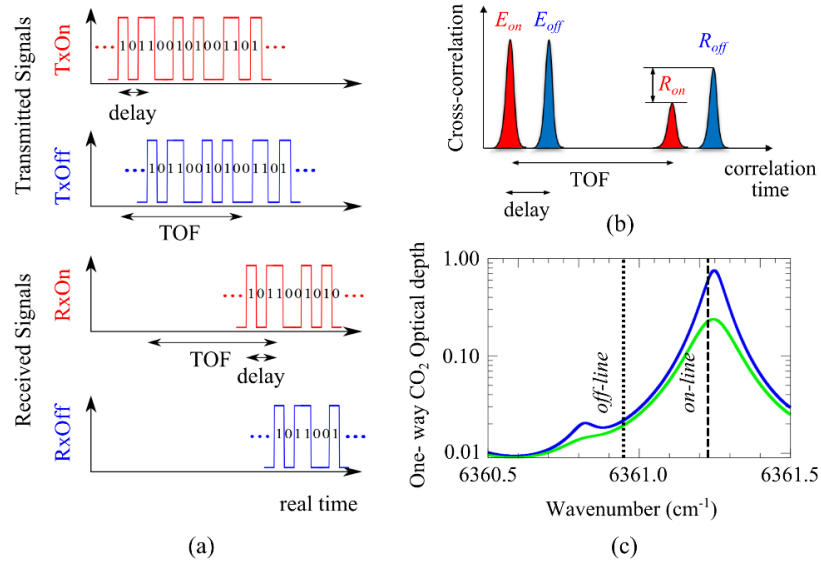 Transmitted Signals
TxOn
••• 1011001010011101 •••
delay
TxOff
••• 1011001010011101 •••
TOF
Received Signals
RxOn
••• 1011001010 •••
TOF
delay
RxOff
••• 1011001 •••
real time
(a)
Cross-correlation
E_on E_off
R_on
R_off
TOF
delay
correlation
time
(b)
One- way CO₂ Optical depth
1.00
0.10
0.01
off-line
on-line
6360.5 6361.0 6361.5
Wavenumber (cm⁻¹)
(c)